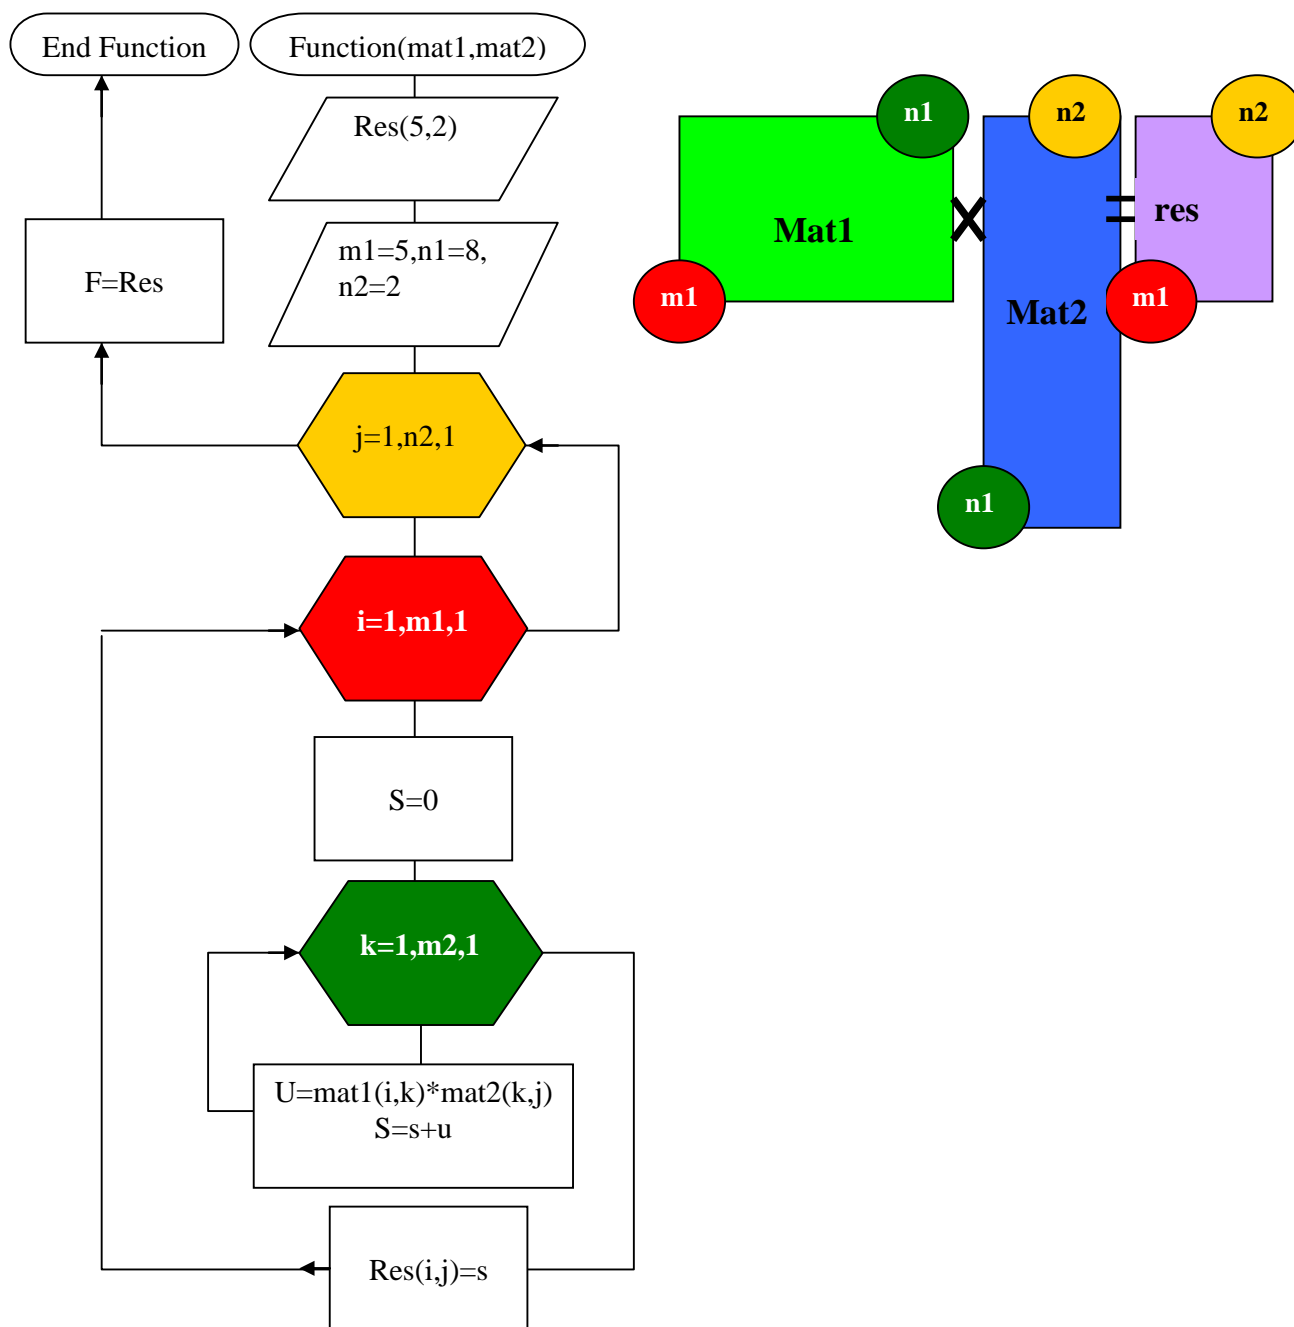 End Function
Function(mat1,mat2)
Res(5,2)
m1=5,n1=8,
n2=2
F=Res
j=1,n2,1
i=1,m1,1
S=0
k=1,m2,1
U=mat1(i,k)*mat2(k,j)
S=s+u
Res(i,j)=s
n1
n2
n2
Mat1
X
=
res
m1
Mat2
m1
n1